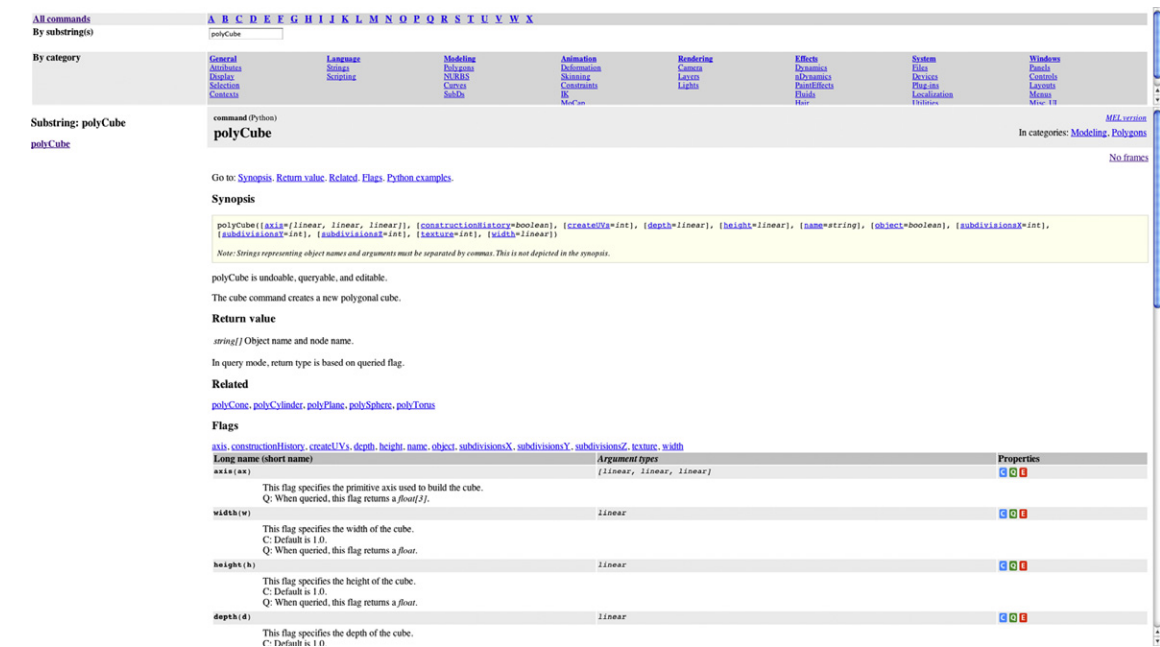 All commands
A B C D E F G H I J K L M N O P Q R S T U V W X
By substring(s)
polyCube
By category
General Language Modeling Animation Rendering Effects System Windows
Attributes Strings Polygons Deformation Camera Dynamics Files Panels
Display Scripting NURBS Skinning Layers nDynamics Devices Controls
Selection Curves Constraints Lights PaintEffects Plug-ins Layouts
Contexts SubDs IK Fluids Localization Menus
MoCap Hair Utilities Misc. UI
Substring: polyCube
polyCube
command (Python)
MEL version
polyCube
In categories: Modeling, Polygons
No frames
Go to: Synopsis. Return value. Related. Flags. Python examples.
Synopsis
polyCube([axis=[linear, linear, linear]], [constructionHistory=boolean], [createUVs=int], [depth=linear], [height=linear], [name=string], [object=boolean], [subdivisionsX=int],
[subdivisionsY=int], [subdivisionsZ=int], [texture=int], [width=linear])
Note: Strings representing object names and arguments must be separated by commas. This is not depicted in the synopsis.
polyCube is undoable, queryable, and editable.
The cube command creates a new polygonal cube.
Return value
string[] Object name and node name.
In query mode, return type is based on queried flag.
Related
polyCone, polyCylinder, polyPlane, polySphere, polyTorus
Flags
axis, constructionHistory, createUVs, depth, height, name, object, subdivisionsX, subdivisionsY, subdivisionsZ, texture, width
Long name (short name) Argument types Properties
axis(ax) [linear, linear, linear] C Q E
This flag specifies the primitive axis used to build the cube.
Q: When queried, this flag returns a float[3].
width(w) linear C Q E
This flag specifies the width of the cube.
C: Default is 1.0.
Q: When queried, this flag returns a float.
height(h) linear C Q E
This flag specifies the height of the cube.
C: Default is 1.0.
Q: When queried, this flag returns a float.
depth(d) linear C Q E
This flag specifies the depth of the cube.
C: Default is 1.0